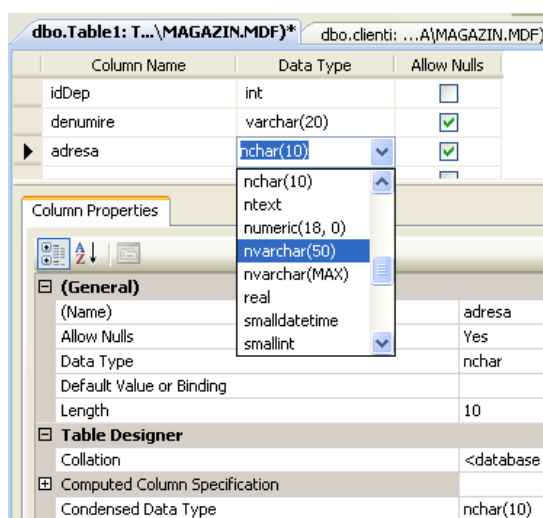 dbo.Table1: T...\MAGAZIN.MDF)* dbo.clienti: ...A\MAGAZIN.MDF)
Column Name Data Type Allow Nulls
idDep int
denumire varchar(20)
adresa nchar(10)
nchar(10)
ntext
numeric(18, 0)
nvarchar(50)
nvarchar(MAX)
real
smalldatetime
smallint
Column Properties
(General)
(Name) adresa
Allow Nulls Yes
Data Type nchar
Default Value or Binding
Length 10
Table Designer
Collation <database
Computed Column Specification
Condensed Data Type nchar(10)